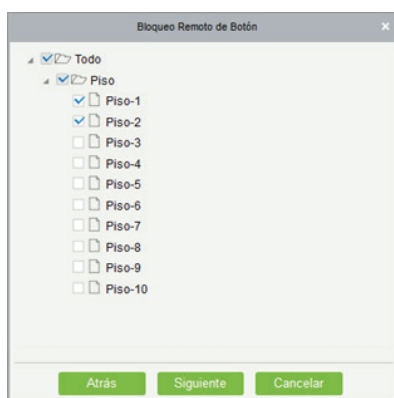 Bloqueo Remoto de Botón
Todo
Piso
Piso-1
Piso-2
Piso-3
Piso-4
Piso-5
Piso-6
Piso-7
Piso-8
Piso-9
Piso-10
Atrás Siguiente Cancelar